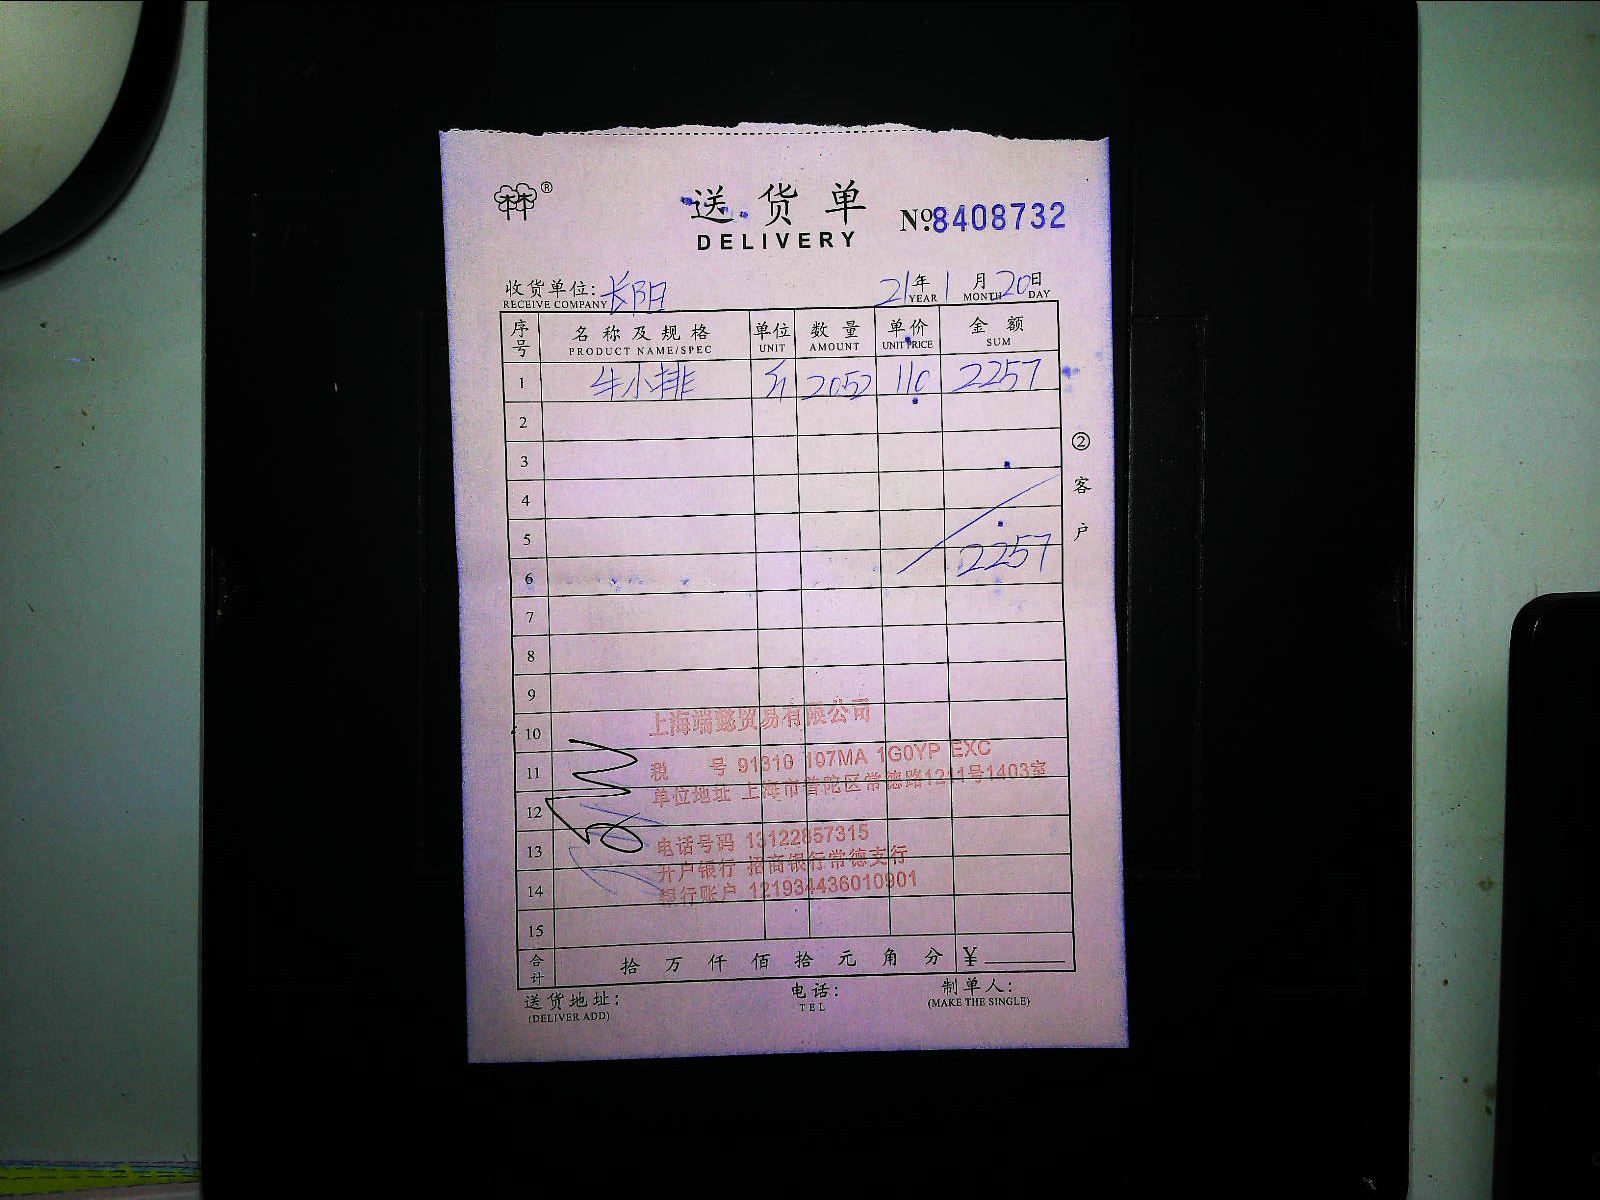 ® 送货单 №:8408732
DELIVERY
收货单位: 长阳 21年 1月 20日
RECEIVE COMPANY YEAR MONTH DAY
序号 名称及规格 单位 数量 单价 金额
PRODUCT NAME/SPEC UNIT AMOUNT UNIT PRICE SUM
1 牛小排 斤 2052 110 2257
2
3
4
5
6 2257
7
8
9
10
11
12
13
14
15
②客户
上海端懿贸易有限公司
税 号 91310 107MA 1G0YP EXC
单位地址 上海市普陀区常德路1211号1403室
电话号码 13122857315
开户银行 招商银行常德支行
银行账户 121934436010901
合计 拾 万 仟 佰 拾 元 角 分 ¥
送货地址: 电话: 制单人:
(DELIVER ADD) TEL (MAKE THE SINGLE)